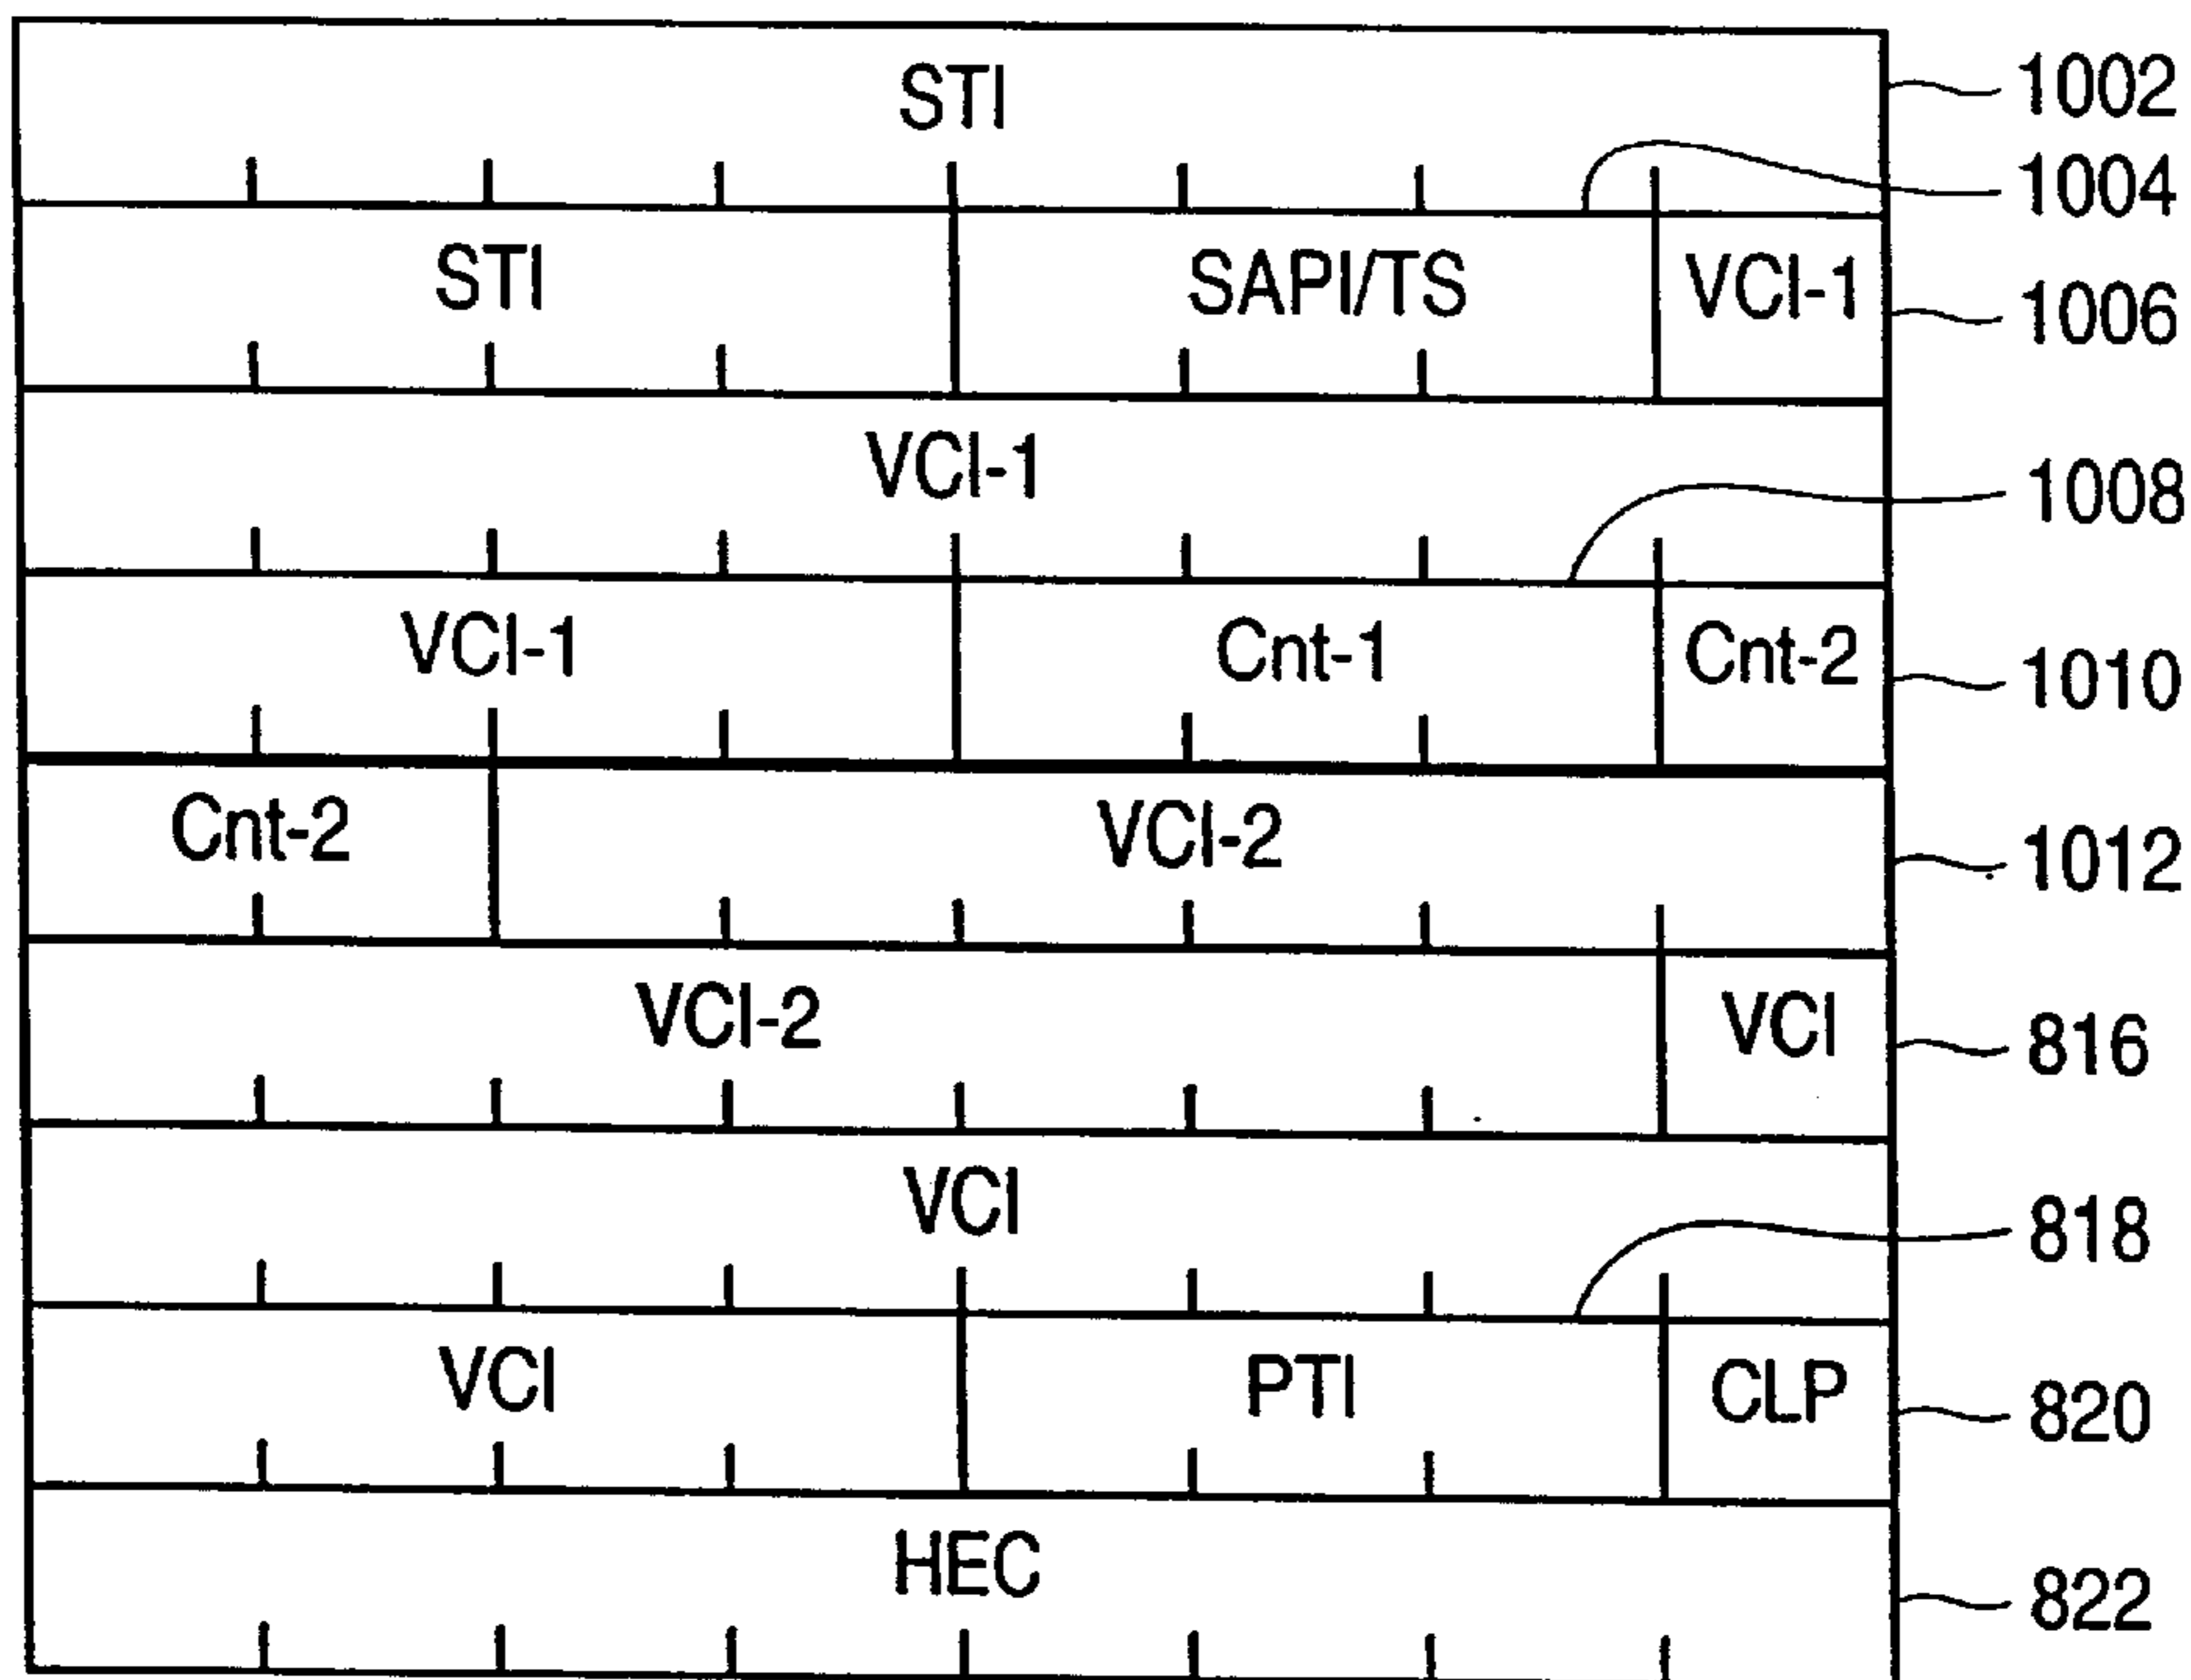 STI 1002
1004
STI SAPI/TS VCI-1 1006
VCI-1
1008
VCI-1 Cnt-1 Cnt-2 1010
Cnt-2 VCI-2 1012
VCI-2 VCI 816
VCI 818
VCI PTI CLP 820
HEC 822